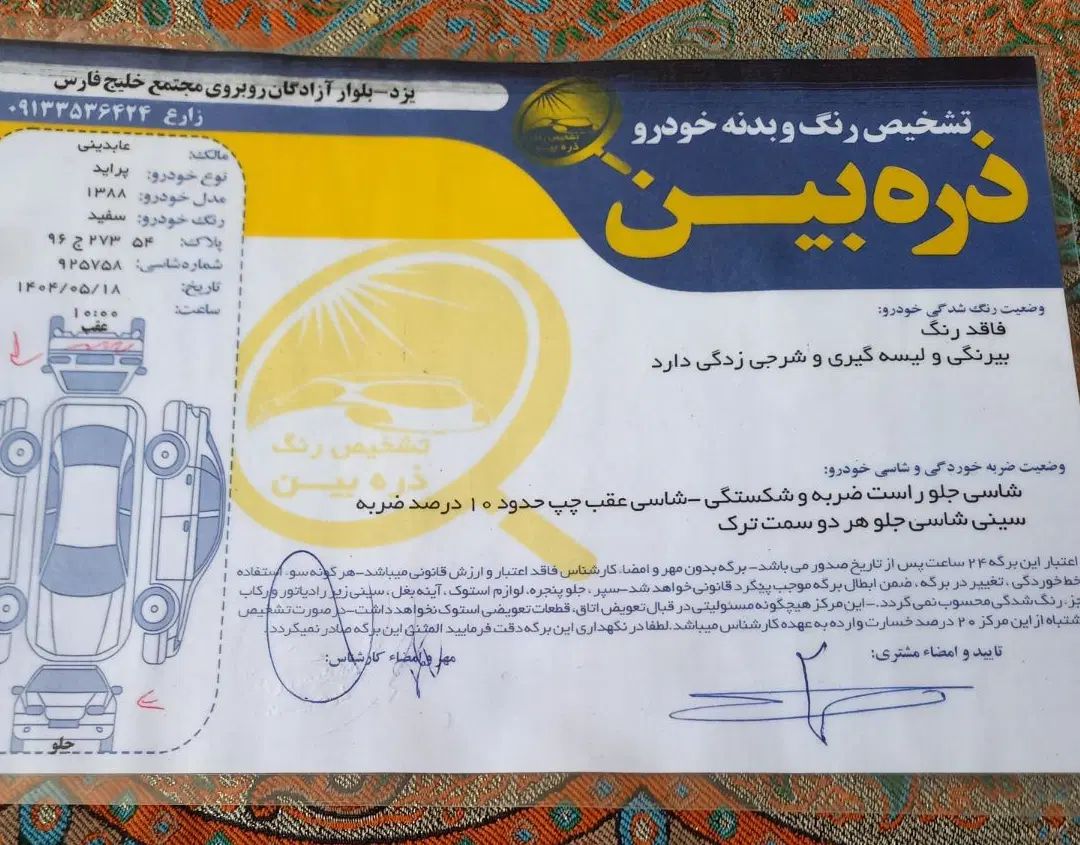 یزد-بلوار آزادگان روبروی مجتمع خلیج فارس
زارع ۰۹۱۳۳۵۳۶۴۲۴
تشخیص رنگ و بدنه خودرو
ذره بین
تشخیص رنگ
ذره بین
مالک: عابدینی
نوع خودرو: پراید
مدل خودرو: ۱۳۸۸
رنگ خودرو: سفید
پلاک: ۵۴ ۲۷۳ ج ۹۶
شماره شاسی: ۹۲۵۷۵۸
تاریخ: ۱۴۰۴/۰۵/۱۸
ساعت: ۱۰:۰۰
عقب
جلو
وضعیت رنگ شدگی خودرو:
فاقد رنگ
بیرنگی و لیسه گیری و شرجی زدگی دارد
تشخیص رنگ
ذره بین
وضعیت ضربه خوردگی و شاسی خودرو:
شاسی جلو راست ضربه و شکستگی -شاسی عقب چپ حدود ۱۰ درصد ضربه
سینی شاسی جلو هر دو سمت ترک
اعتبار این برگه ۲۴ ساعت پس از تاریخ صدور می باشد- برگه بدون مهر و امضاء کارشناس فاقد اعتبار و ارزش قانونی میباشد-هر گونه سوء استفاده
خط خوردگی ، تغییر در برگه ، ضمن ابطال برگه موجب پیگرد قانونی خواهد شد-سپر ، جلو پنجره، لوازم استوک، آینه بغل ، سینی زیر رادیاتور و رکاب
جز، رنگ شدگی محسوب نمی گردد.-این مرکز هیچگونه مسئولیتی در قبال تعویض اتاق، قطعات تعویضی استوک نخواهد داشت-در صورت تشخیص
شتباه از این مرکز ۲۰ درصد خسارت وارده به عهده کارشناس میباشد. لطفا در نگهداری این برگه دقت فرمایید المثنی این برگه صادر نمیگردد.
تایید و امضاء مشتری:
مهر و امضاء کارشناس: